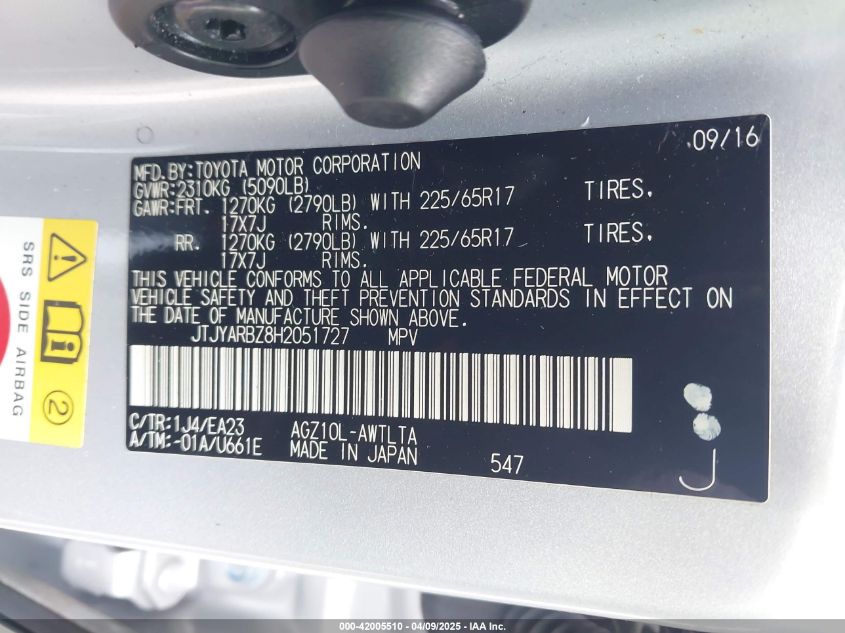 09/16
MFD.BY:TOYOTA MOTOR CORPORATION
GVWR:2310KG (5090LB)
GAWR:FRT. 1270KG (2790LB) WITH 225/65R17 TIRES,
17X7J RIMS.
RR. 1270KG (2790LB) WITH 225/65R17 TIRES,
17X7J RIMS.
THIS VEHICLE CONFORMS TO ALL APPLICABLE FEDERAL MOTOR
VEHICLE SAFETY AND THEFT PREVENTION STANDARDS IN EFFECT ON
THE DATE OF MANUFACTURE SHOWN ABOVE.
JTJYARBZ8H2051727 MPV
C/TR:1J4/EA23 AGZ10L-AWTLTA
A/TM:-01A/U661E MADE IN JAPAN 547
J
SRS SIDE AIRBAG
2
000-42005510 - 04/09/2025 - IAA Inc.